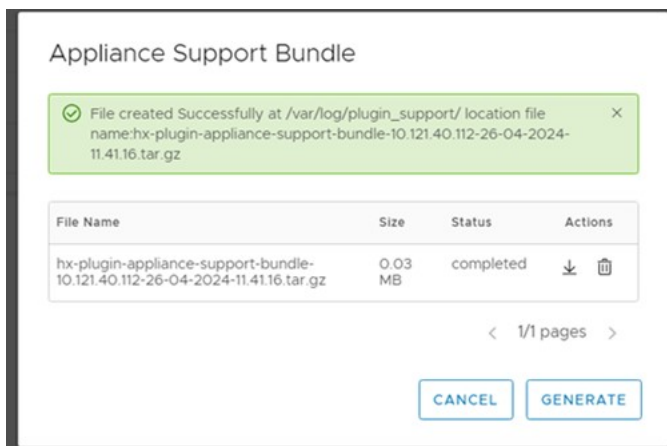 Appliance Support Bundle
File created Successfully at /var/log/plugin_support/ location file
name:hx-plugin-appliance-support-bundle-10.121.40.112-26-04-2024-
11.41.16.tar.gz
File Name Size Status Actions
hx-plugin-appliance-support-bundle- 0.03 completed
10.121.40.112-26-04-2024-11.41.16.tar.gz MB
1/1 pages
CANCEL GENERATE